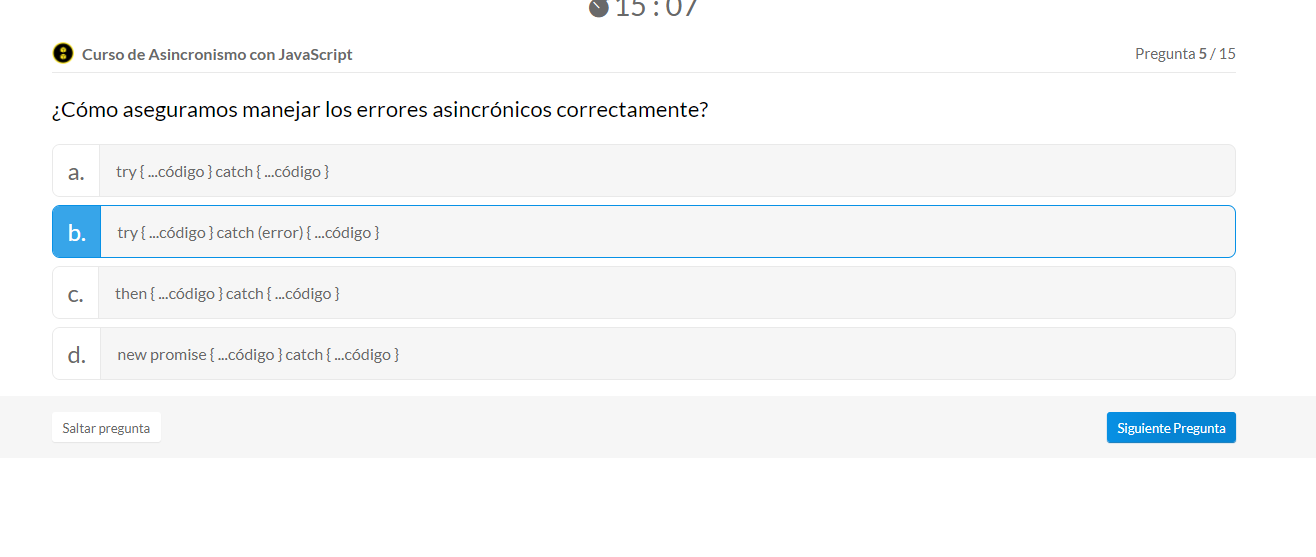 15 : 07
Curso de Asincronismo con JavaScript
Pregunta 5 / 15
¿Cómo aseguramos manejar los errores asincrónicos correctamente?
a. try { ...código } catch { ...código }
b. try { ...código } catch (error) { ...código }
c. then { ...código } catch { ...código }
d. new promise { ...código } catch { ...código }
Saltar pregunta
Siguiente Pregunta